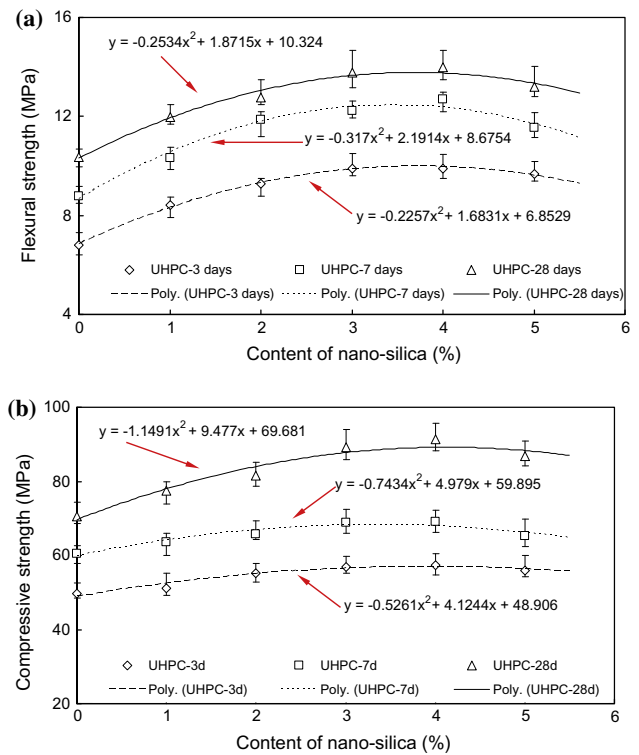 (a)
16
12
8
4
Flexural strength (MPa)
y = -0.2534x²+ 1.8715x + 10.324
y = -0.317x²+ 2.1914x + 8.6754
y = -0.2257x²+ 1.6831x + 6.8529
UHPC-3 days UHPC-7 days UHPC-28 days
Poly. (UHPC-3 days) Poly. (UHPC-7 days) Poly. (UHPC-28 days)
0 1 2 3 4 5 6
Content of nano-silica (%)
(b)
100
80
60
40
20
Compressive strength (MPa)
y = -1.1491x²+ 9.477x + 69.681
y = -0.7434x²+ 4.979x + 59.895
y = -0.5261x²+ 4.1244x + 48.906
UHPC-3d UHPC-7d UHPC-28d
Poly. (UHPC-3d) Poly. (UHPC-7d) Poly. (UHPC-28d)
0 1 2 3 4 5 6
Content of nano-silica (%)